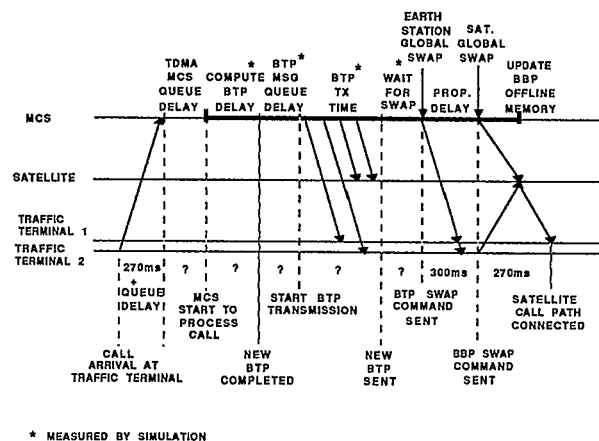 EARTH
STATION
GLOBAL
SWAP
SAT.
GLOBAL
SWAP
TDMA
MCS
QUEUE
DELAY
*
COMPUTE
BTP
DELAY
*
BTP
MSG
QUEUE
DELAY
*
BTP
TX
TIME
*
WAIT
FOR
SWAP
PROP.
DELAY
UPDATE
BBP
OFFLINE
MEMORY
MCS
SATELLITE
TRAFFIC
TERMINAL 1
TRAFFIC
TERMINAL 2
270ms
+
(QUEUE
DELAY)
?
?
?
?
?
300ms
270ms
MCS
START TO
PROCESS
CALL
START BTP
TRANSMISSION
BTP SWAP
COMMAND
SENT
SATELLITE
CALL PATH
CONNECTED
CALL
ARRIVAL AT
TRAFFIC TERMINAL
NEW
BTP
COMPLETED
NEW
BTP
SENT
BBP SWAP
COMMAND
SENT
* MEASURED BY SIMULATION